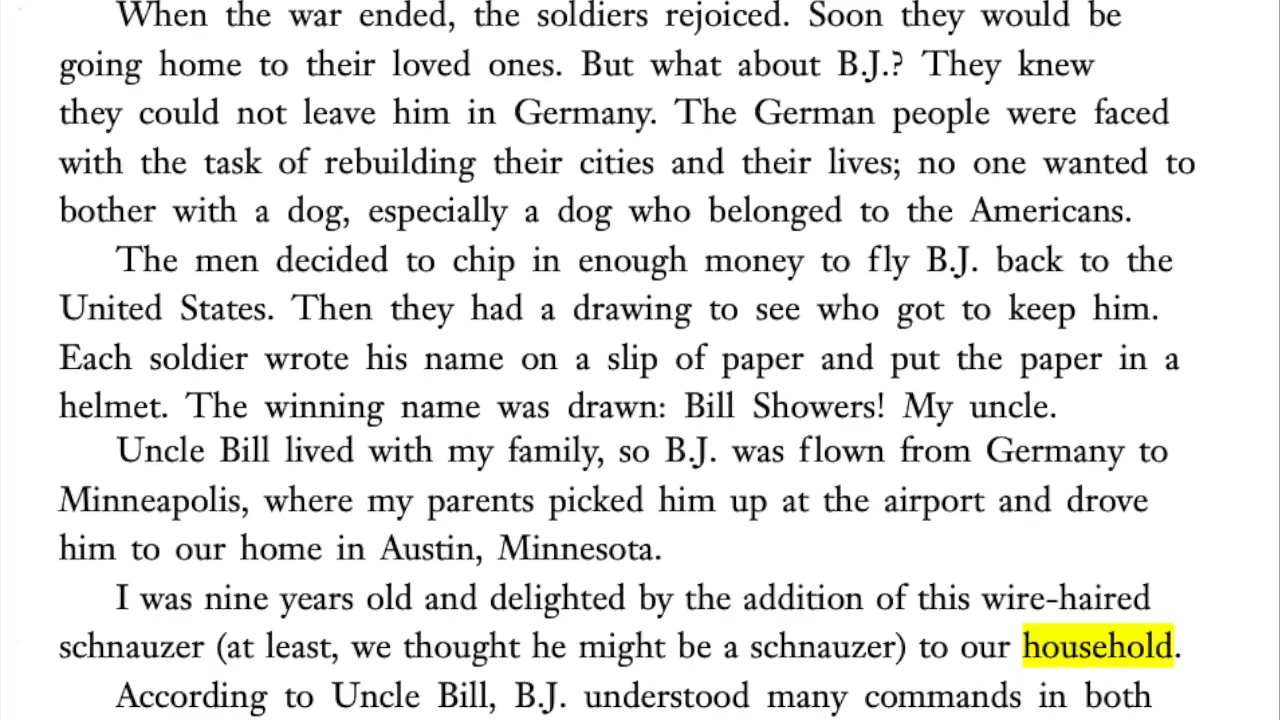 When the war ended, the soldiers rejoiced. Soon they would be
going home to their loved ones. But what about B.J.? They knew
they could not leave him in Germany. The German people were faced
with the task of rebuilding their cities and their lives; no one wanted to
bother with a dog, especially a dog who belonged to the Americans.
The men decided to chip in enough money to fly B.J. back to the
United States. Then they had a drawing to see who got to keep him.
Each soldier wrote his name on a slip of paper and put the paper in a
helmet. The winning name was drawn: Bill Showers! My uncle.
Uncle Bill lived with my family, so B.J. was flown from Germany to
Minneapolis, where my parents picked him up at the airport and drove
him to our home in Austin, Minnesota.
I was nine years old and delighted by the addition of this wire-haired
schnauzer (at least, we thought he might be a schnauzer) to our household.
According to Uncle Bill, B.J. understood many commands in both